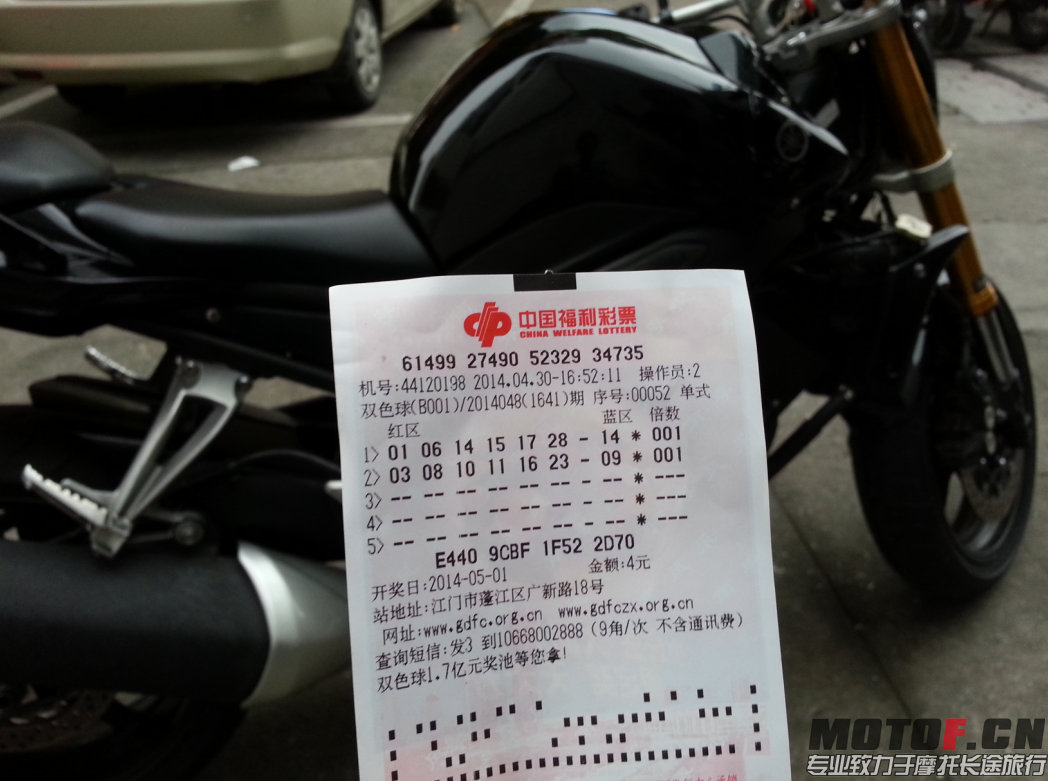 中国福利彩票
CHINA WELFARE LOTTERY
61499 27490 52329 34735
机号:44120198 2014.04.30-16:52:11 操作员:2
双色球(B001)/2014048(1641)期 序号:00052 单式
红区 蓝区 倍数
1> 01 06 14 15 17 28 - 14 * 001
2> 03 08 10 11 16 23 - 09 * 001
3> -- -- -- -- -- -- - -- * ---
4> -- -- -- -- -- -- - -- * ---
5> -- -- -- -- -- -- - -- * ---
E440 9CBF 1F52 2D70
开奖日:2014-05-01 金额:4元
站地址:江门市蓬江区广新路18号
网址:www.gdfc.org.cn www.gdfczx.org.cn
查询短信:发3 到10668002888(9角/次 不含通讯费)
双色球1.7亿元奖池等您拿!
MOTOF.CN
专业致力于摩托长途旅行